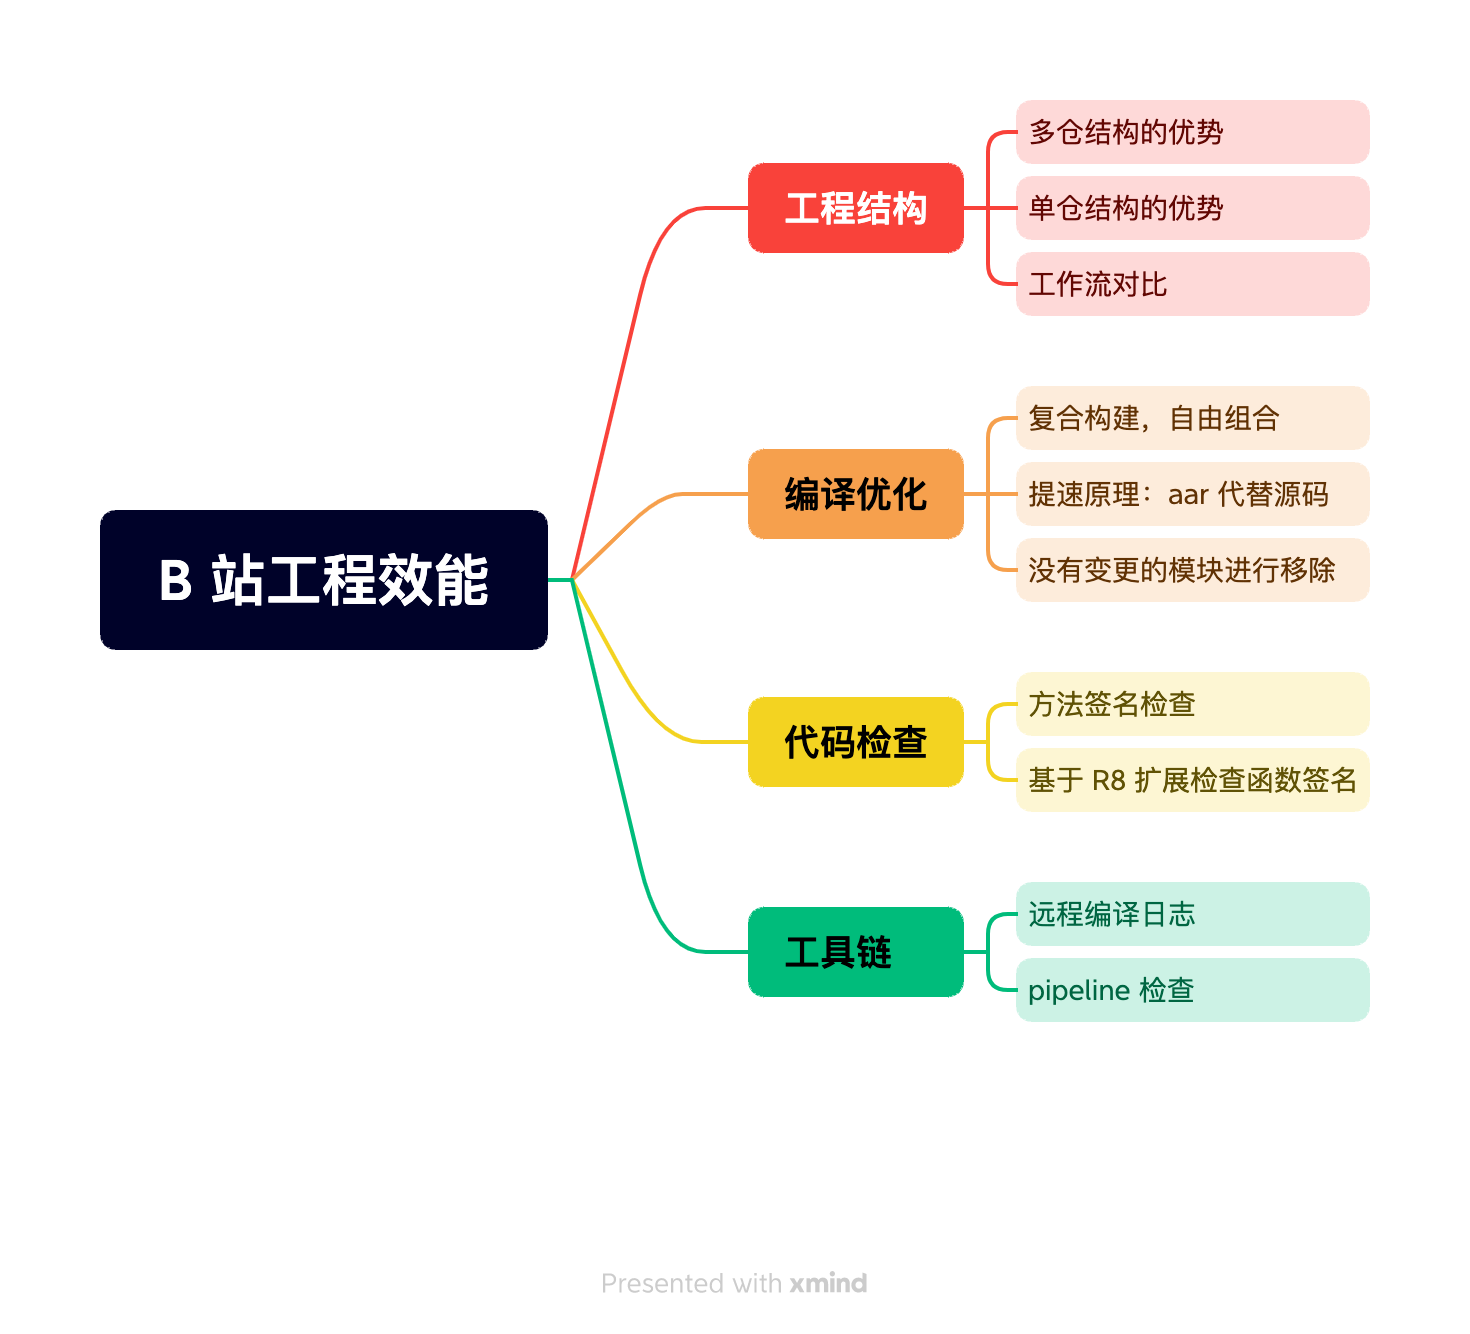 B 站工程效能
工程结构
多仓结构的优势
单仓结构的优势
工作流对比
编译优化
复合构建，自由组合
提速原理：aar 代替源码
没有变更的模块进行移除
代码检查
方法签名检查
基于 R8 扩展检查函数签名
工具链
远程编译日志
pipeline 检查
Presented with xmind